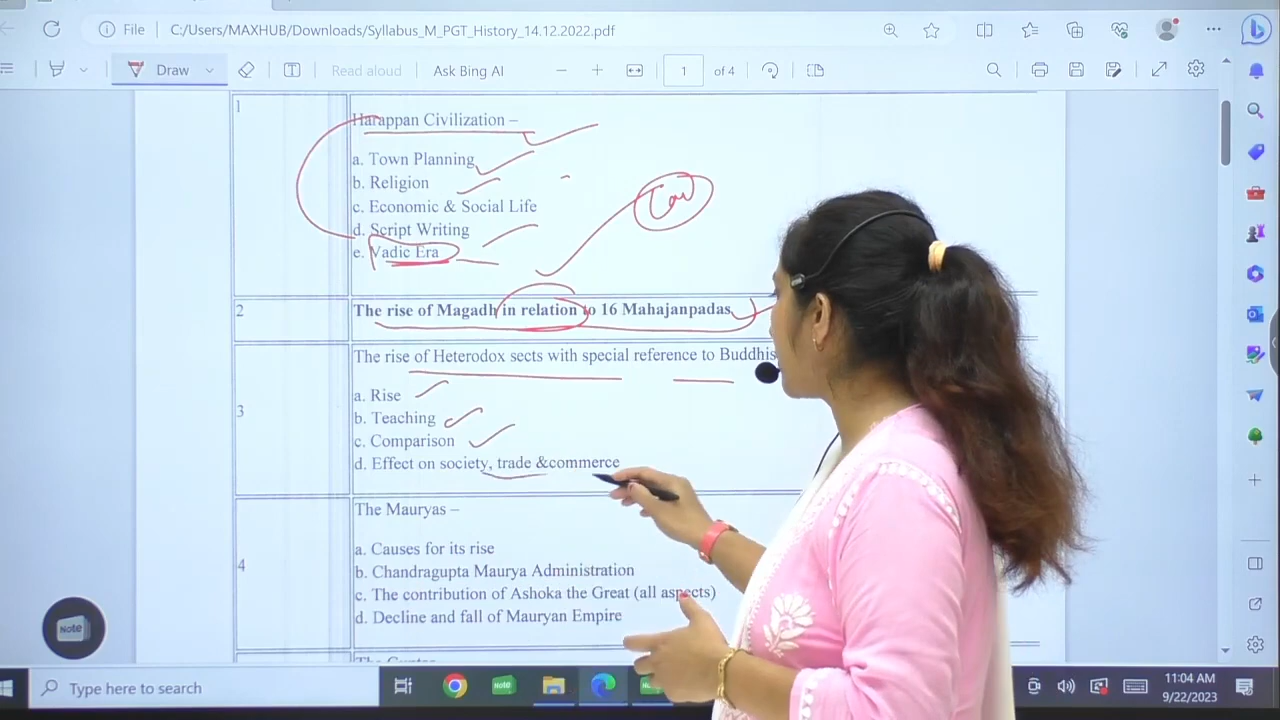 File C:/Users/MAXHUB/Downloads/Syllabus_M_PGT_History_14.12.2022.pdf
Draw Read aloud Ask Bing AI 1 of 4
1
Harappan Civilization –
a. Town Planning
b. Religion
c. Economic & Social Life
d. Script Writing
e. Vadic Era
2
The rise of Magadh in relation to 16 Mahajanpadas
The rise of Heterodox sects with special reference to Buddhis
a. Rise
3
b. Teaching
c. Comparison
d. Effect on society, trade &commerce
The Mauryas –
a. Causes for its rise
4
b. Chandragupta Maurya Administration
c. The contribution of Ashoka the Great (all aspects)
d. Decline and fall of Mauryan Empire
Note
Type here to search
Note
11:04 AM
9/22/2023